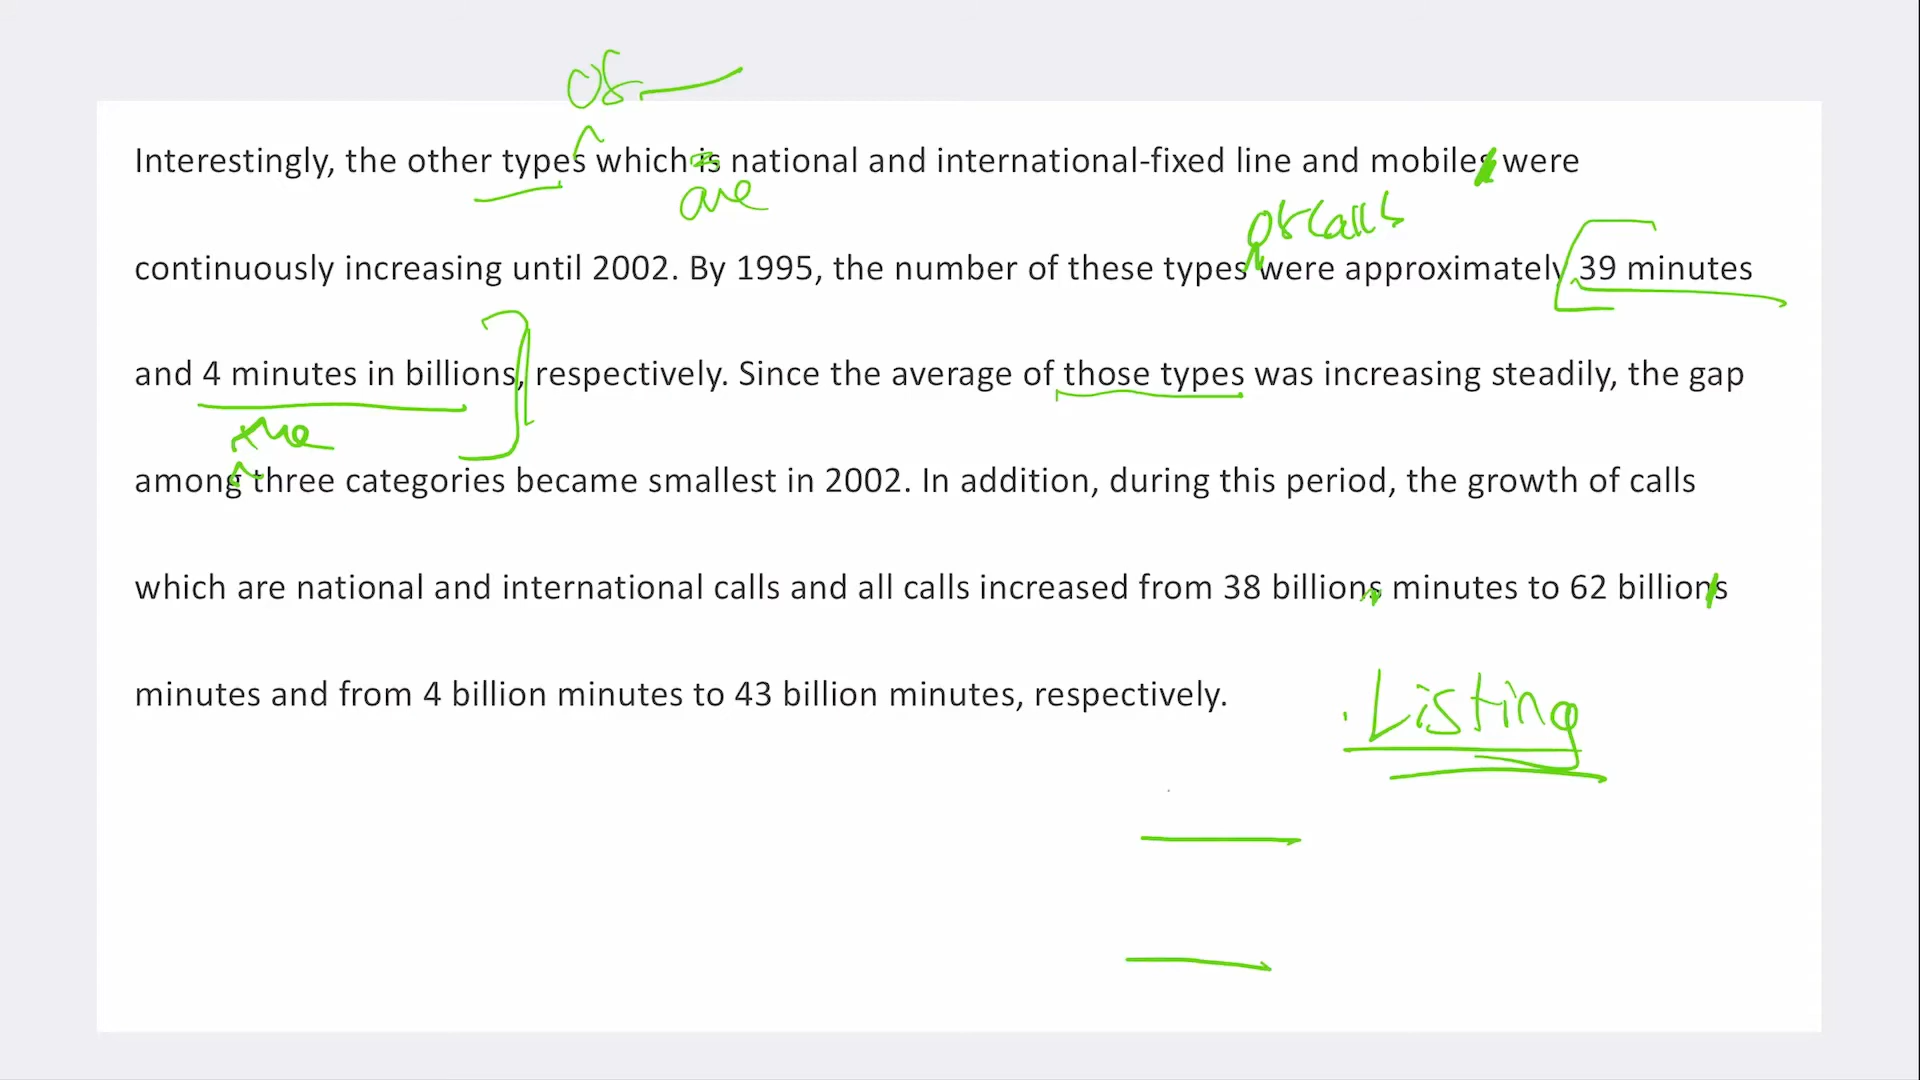 of
Interestingly, the other types which is national and international-fixed line and mobiles were
are
of calls
continuously increasing until 2002. By 1995, the number of these types were approximately 39 minutes
and 4 minutes in billions, respectively. Since the average of those types was increasing steadily, the gap
the
among three categories became smallest in 2002. In addition, during this period, the growth of calls
which are national and international calls and all calls increased from 38 billions minutes to 62 billions
minutes and from 4 billion minutes to 43 billion minutes, respectively.
Listing